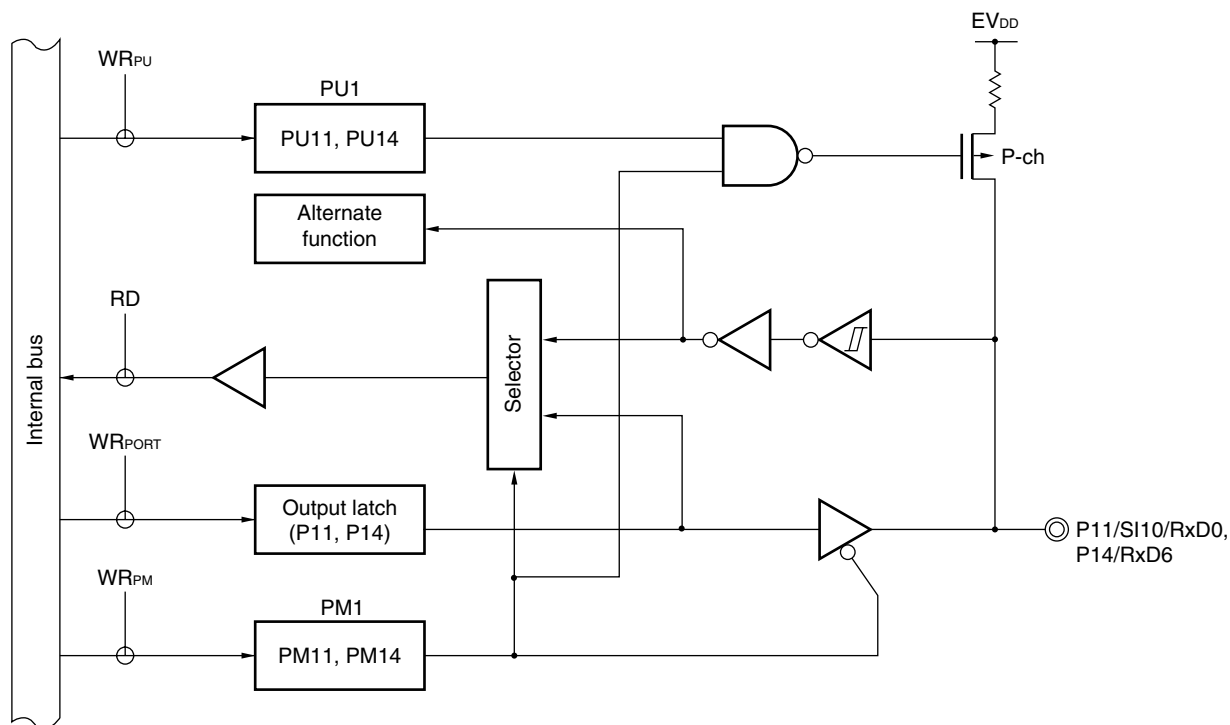 EVDD
WRPU
PU1
PU11, PU14
P-ch
Alternate
function
RD
Selector
Internal bus
WRPORT
Output latch
(P11, P14)
P11/SI10/RxD0,
P14/RxD6
WRPM
PM1
PM11, PM14